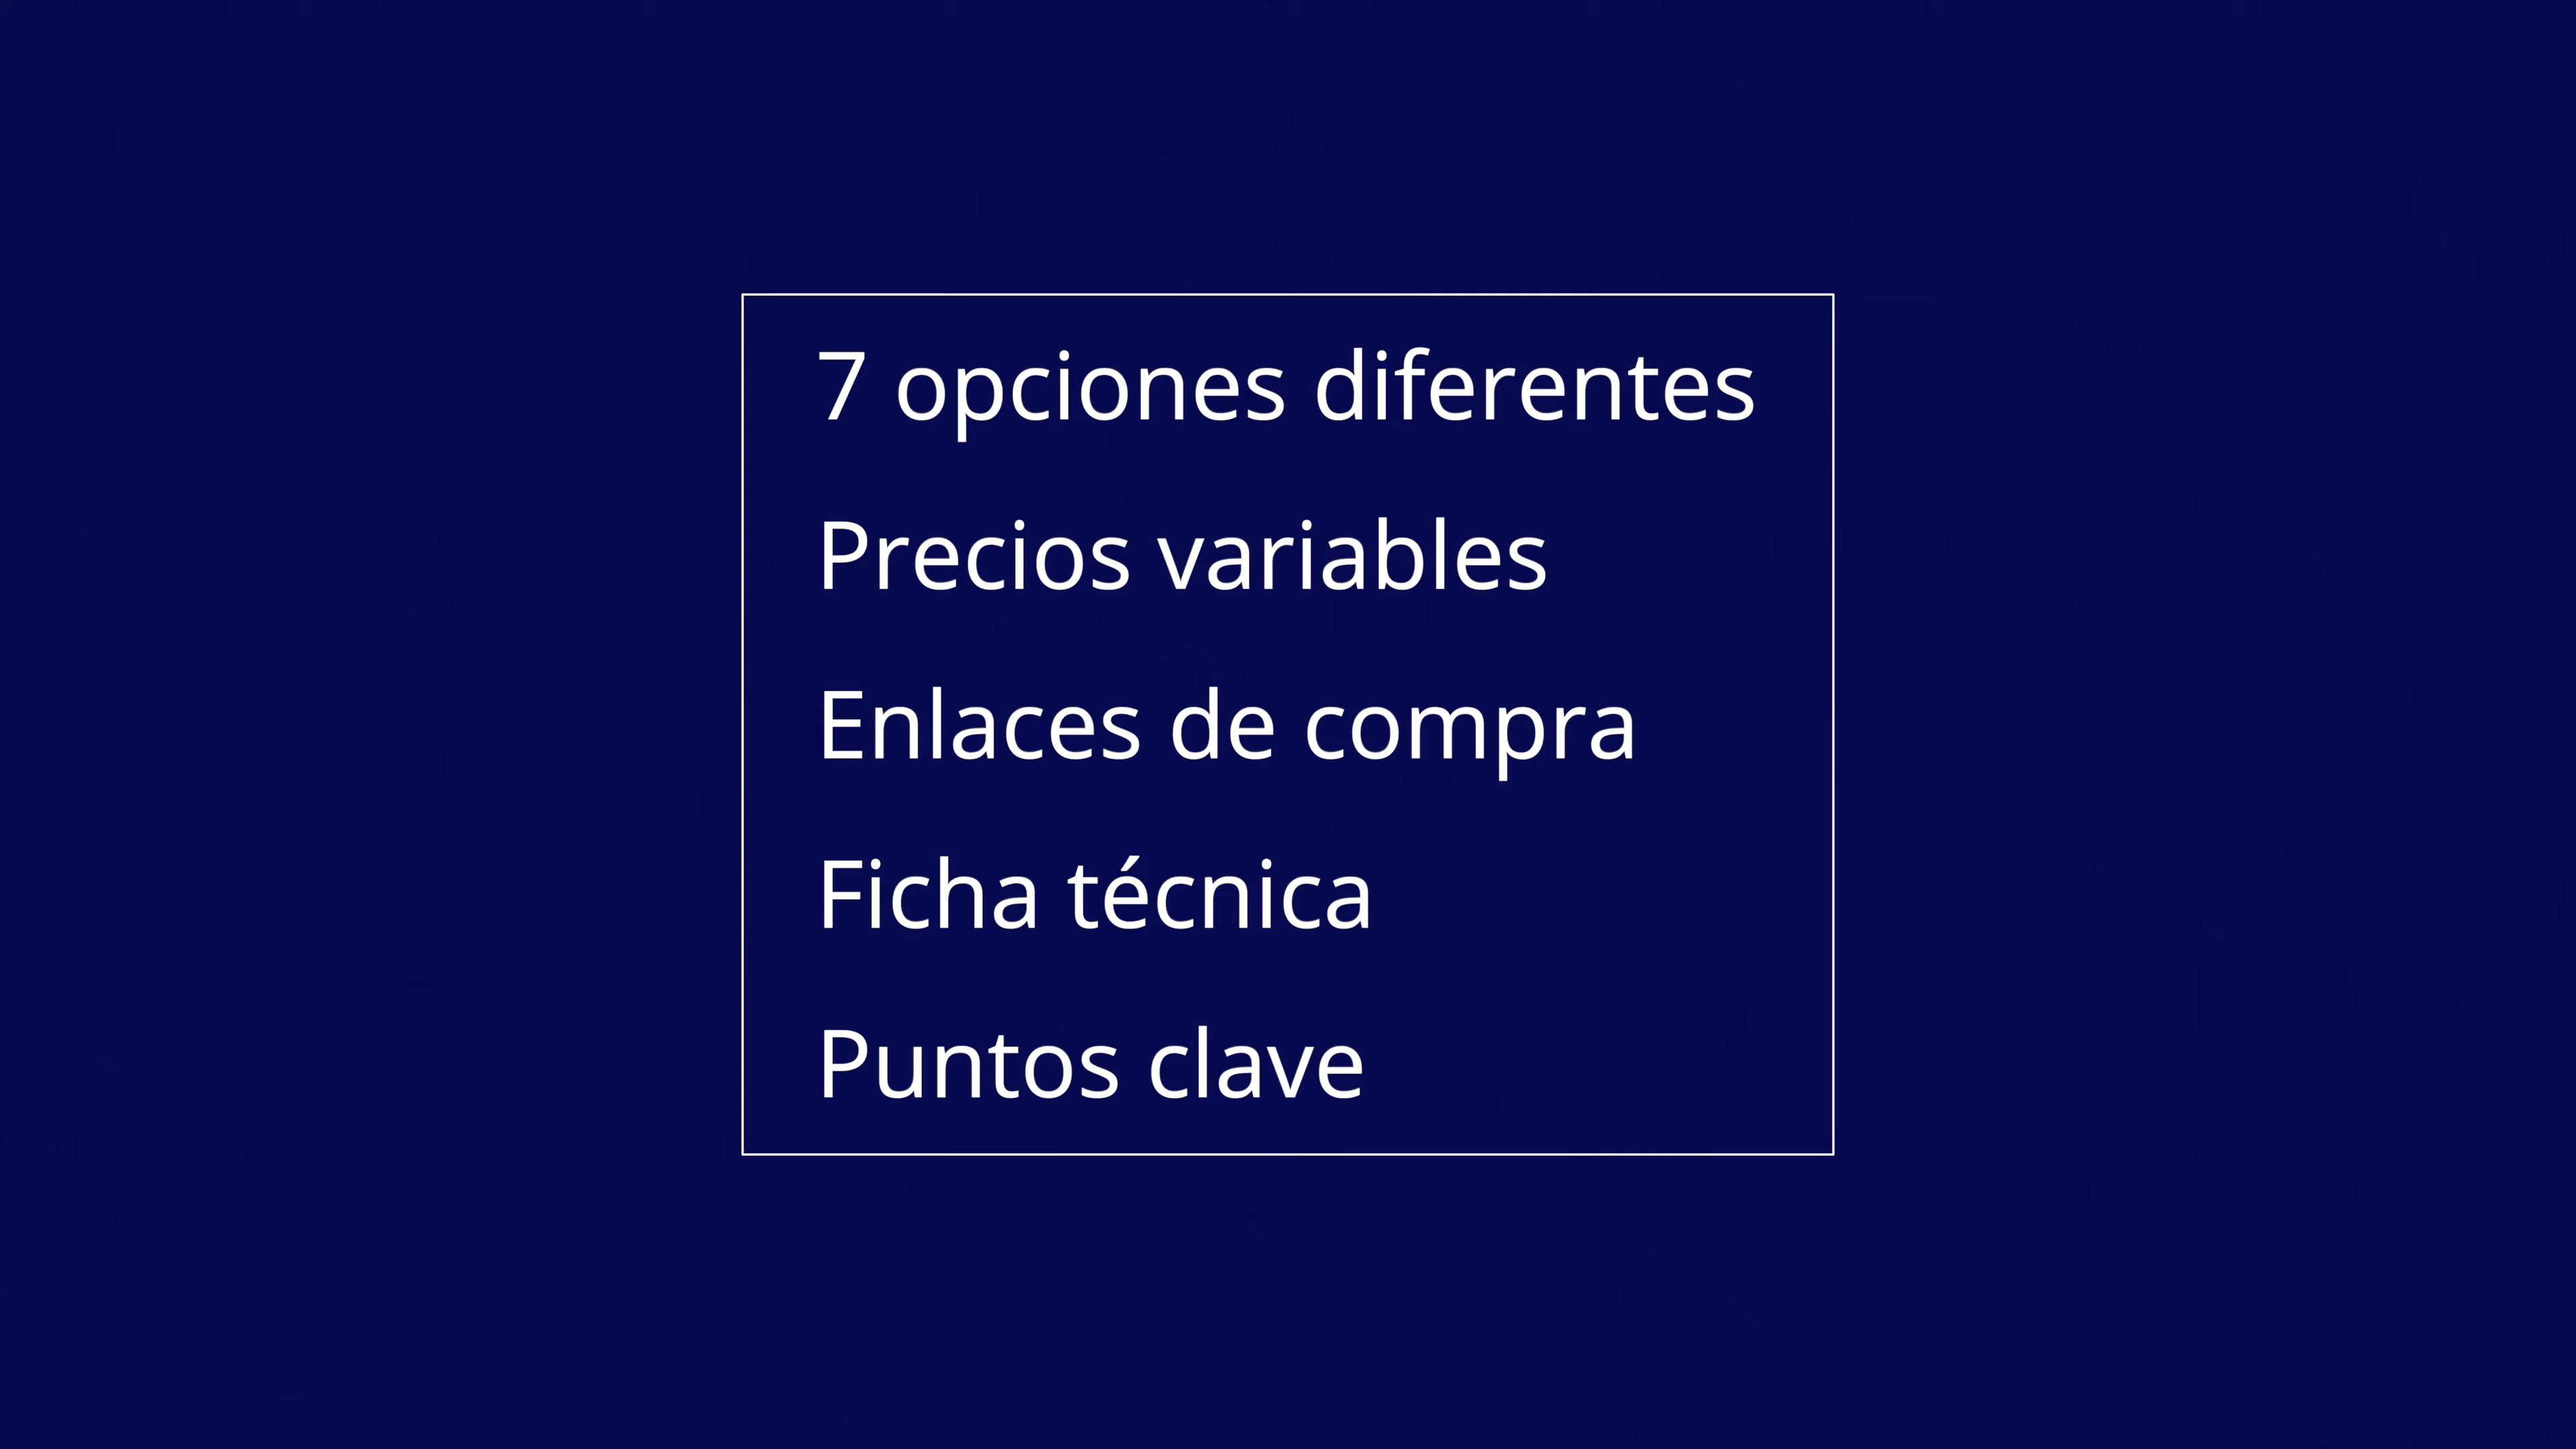 7 opciones diferentes
Precios variables
Enlaces de compra
Ficha técnica
Puntos clave